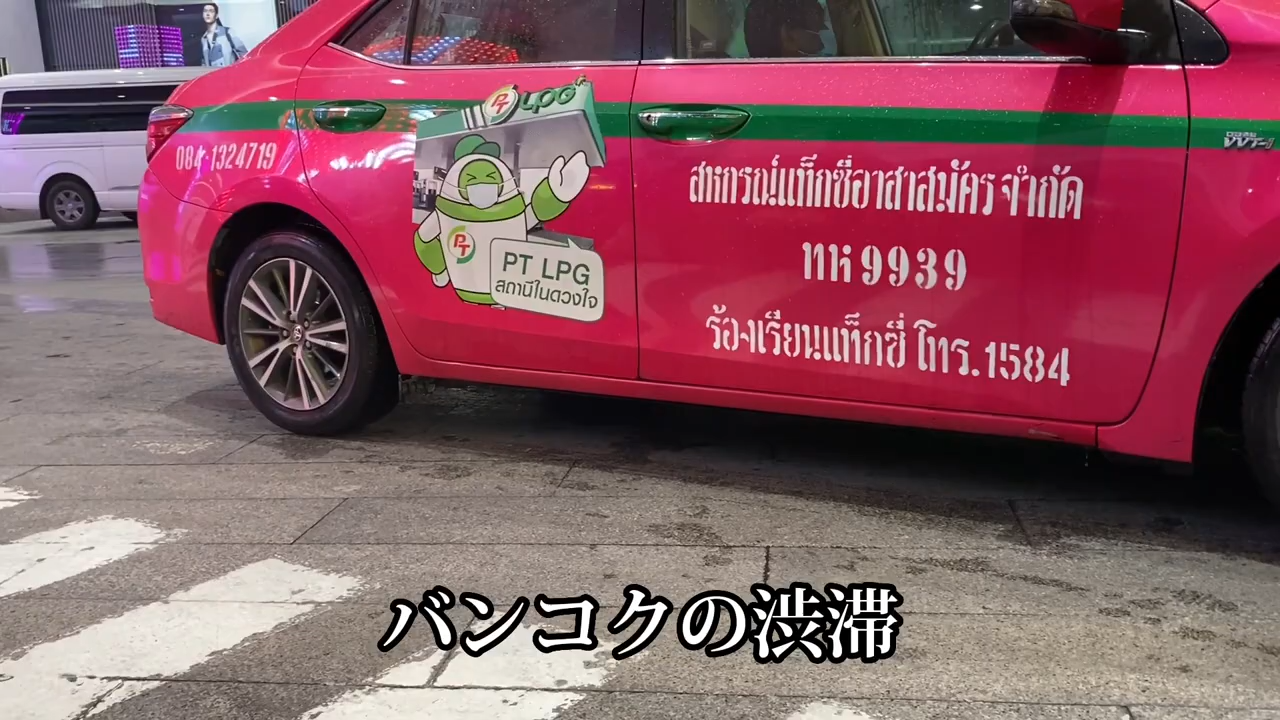 084-1324719
PT LPG
PT
PT LPG
สถานีในดวงใจ
สหกรณ์แท็กซี่อาสาสมัคร จำกัด
ทห 9939
ร้องเรียนแท็กซี่ โทร.1584
VVT-i
バンコクの渋滞